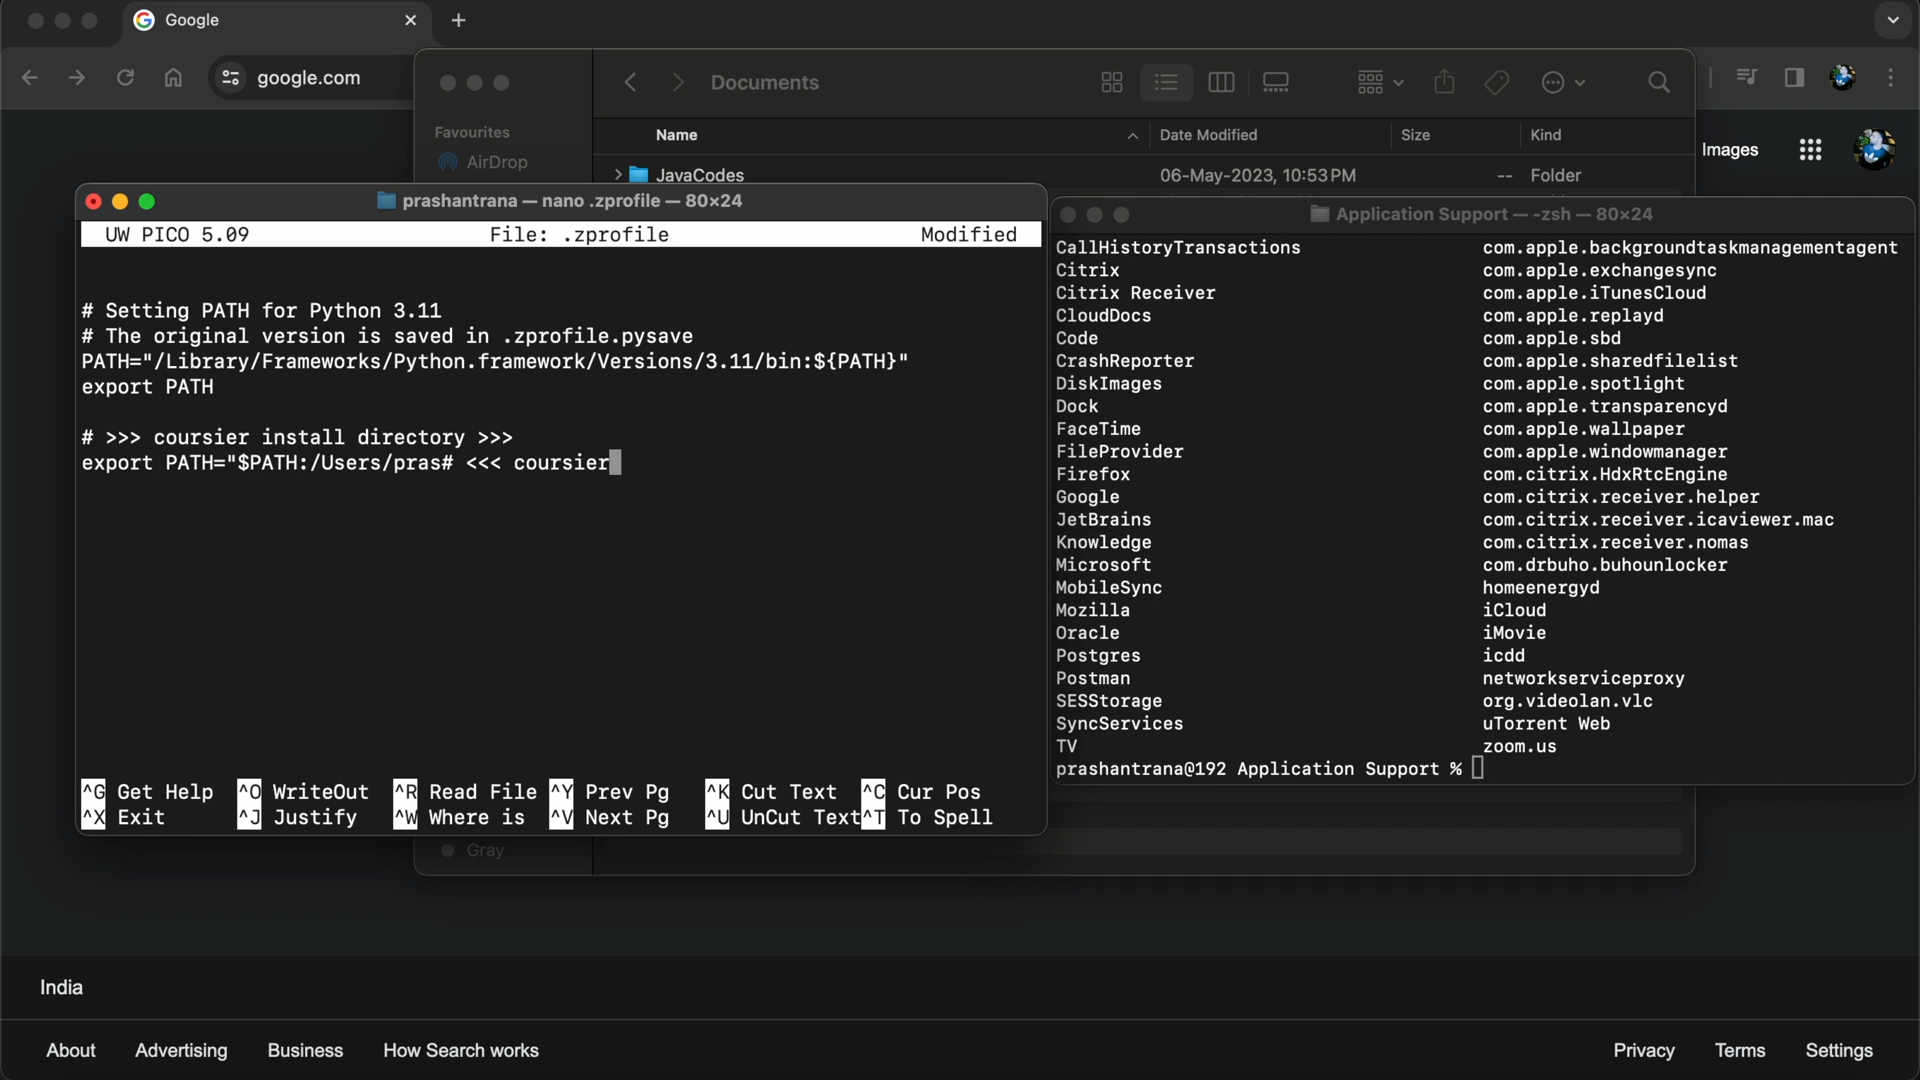 Google
google.com
Documents
Favourites
AirDrop
Name
Date Modified
Size
Kind
JavaCodes
06-May-2023, 10:53 PM
--
Folder
Images
prashantrana — nano .zprofile — 80×24
UW PICO 5.09
File: .zprofile
Modified
# Setting PATH for Python 3.11
# The original version is saved in .zprofile.pysave
PATH="/Library/Frameworks/Python.framework/Versions/3.11/bin:${PATH}"
export PATH
# >>> coursier install directory >>>
export PATH="$PATH:/Users/pras# <<< coursier
^G Get Help ^O WriteOut ^R Read File ^Y Prev Pg ^K Cut Text ^C Cur Pos
^X Exit ^J Justify ^W Where is ^V Next Pg ^U UnCut Text^T To Spell
Application Support — -zsh — 80×24
CallHistoryTransactions com.apple.backgroundtaskmanagementagent
Citrix com.apple.exchangesync
Citrix Receiver com.apple.iTunesCloud
CloudDocs com.apple.replayd
Code com.apple.sbd
CrashReporter com.apple.sharedfilelist
DiskImages com.apple.spotlight
Dock com.apple.transparencyd
FaceTime com.apple.wallpaper
FileProvider com.apple.windowmanager
Firefox com.citrix.HdxRtcEngine
Google com.citrix.receiver.helper
JetBrains com.citrix.receiver.icaviewer.mac
Knowledge com.citrix.receiver.nomas
Microsoft com.drbuho.buhounlocker
MobileSync homeenergyd
Mozilla iCloud
Oracle iMovie
Postgres icdd
Postman networkserviceproxy
SESStorage org.videolan.vlc
SyncServices uTorrent Web
TV zoom.us
prashantrana@192 Application Support %
Gray
India
About
Advertising
Business
How Search works
Privacy
Terms
Settings